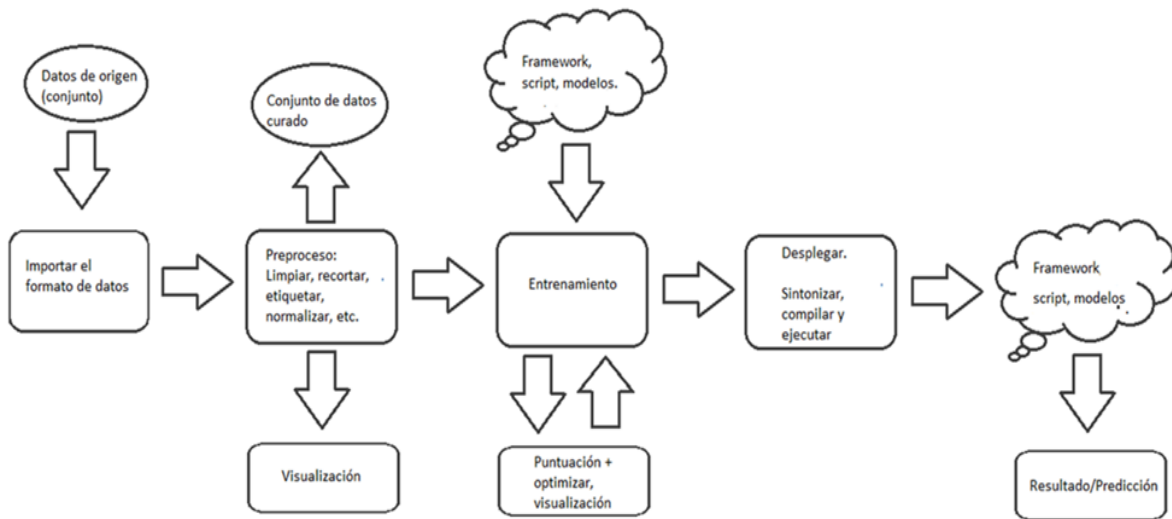 Datos de origen
(conjunto)
Conjunto de datos
curado
Framework,
script, modelos.
Importar el
formato de datos
Preproceso:
Limpiar, recortar,
etiquetar,
normalizar, etc.
Entrenamiento
Desplegar.
Sintonizar,
compilar y
ejecutar
Framework
script, modelos
Visualización
Puntuación +
optimizar,
visualización
Resultado/Predicción